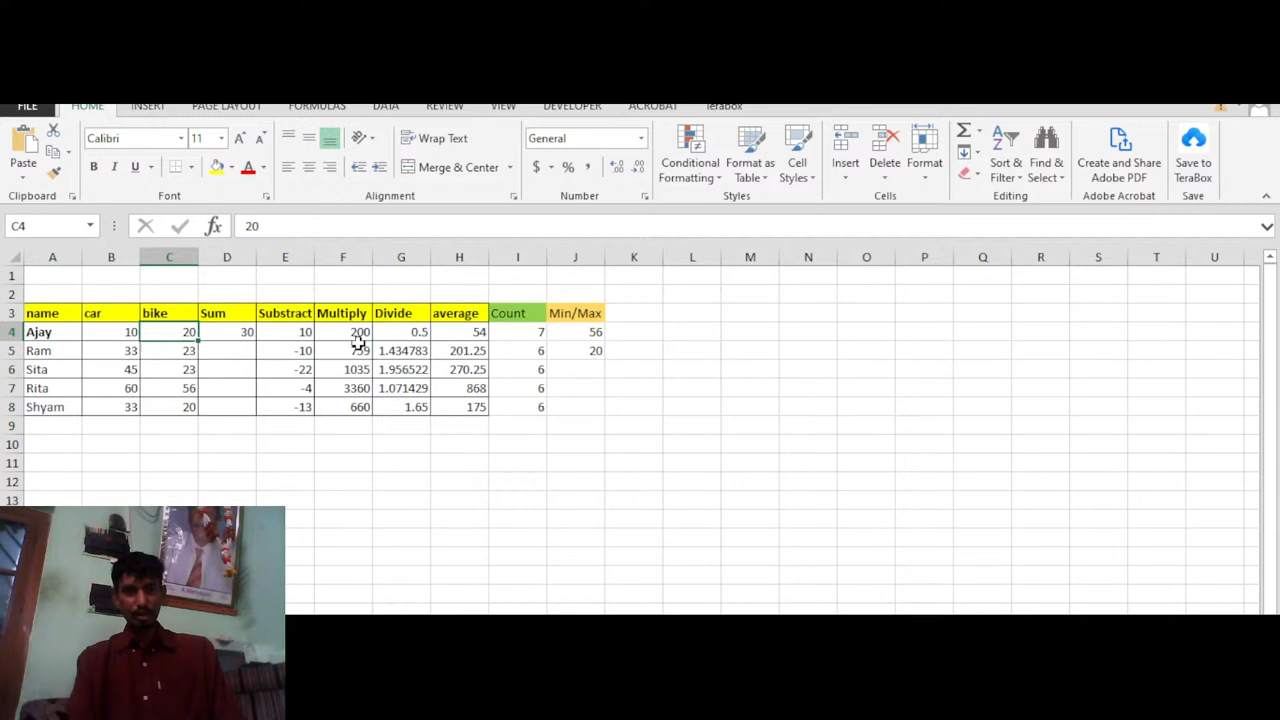 FILE HOME INSERT PAGE LAYOUT FORMULAS DATA REVIEW VIEW DEVELOPER ACROBAT Terabox
Calibri 11 Wrap Text General
Paste B I U Merge & Center $ % Conditional Formatting Format as Table Cell Styles Insert Delete Format Sort & Filter Find & Select Create and Share Adobe PDF Save to TeraBox
Clipboard Font Alignment Number Styles Cells Editing Adobe Acrobat Save
C4 fx 20
A B C D E F G H I J K L M N O P Q R S T U
1
2
3 name car bike Sum Substract Multiply Divide average Count Min/Max
4 Ajay 10 20 30 10 200 0.5 54 7 56
5 Ram 33 23 -10 759 1.434783 201.25 6 20
6 Sita 45 23 -22 1035 1.956522 270.25 6
7 Rita 60 56 -4 3360 1.071429 868 6
8 Shyam 33 20 -13 660 1.65 175 6
9
10
11
12
13